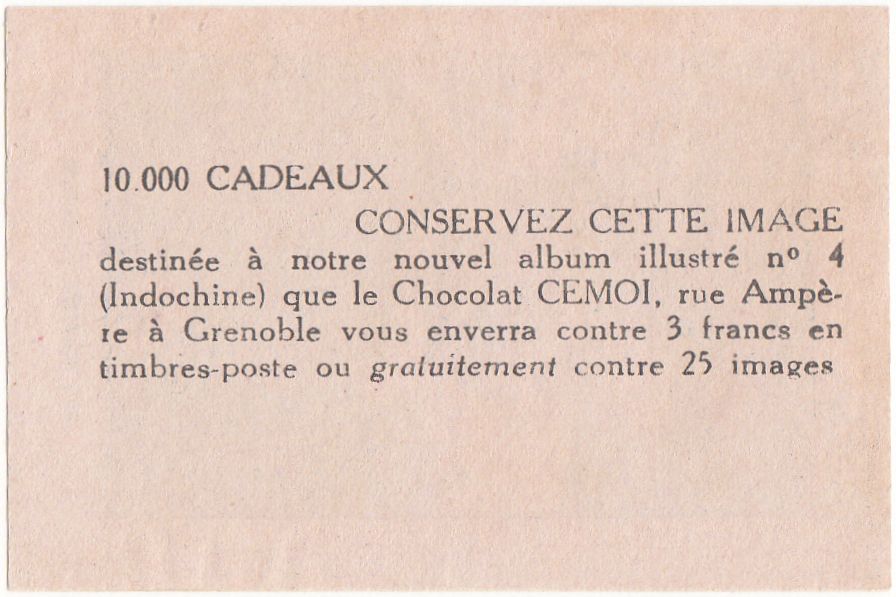 10.000 CADEAUX
CONSERVEZ CETTE IMAGE
destinée à notre nouvel album illustré nº 4
(Indochine) que le Chocolat CEMOI, rue Ampè-
re à Grenoble vous enverra contre 3 francs en
timbres-poste ou gratuitement contre 25 images